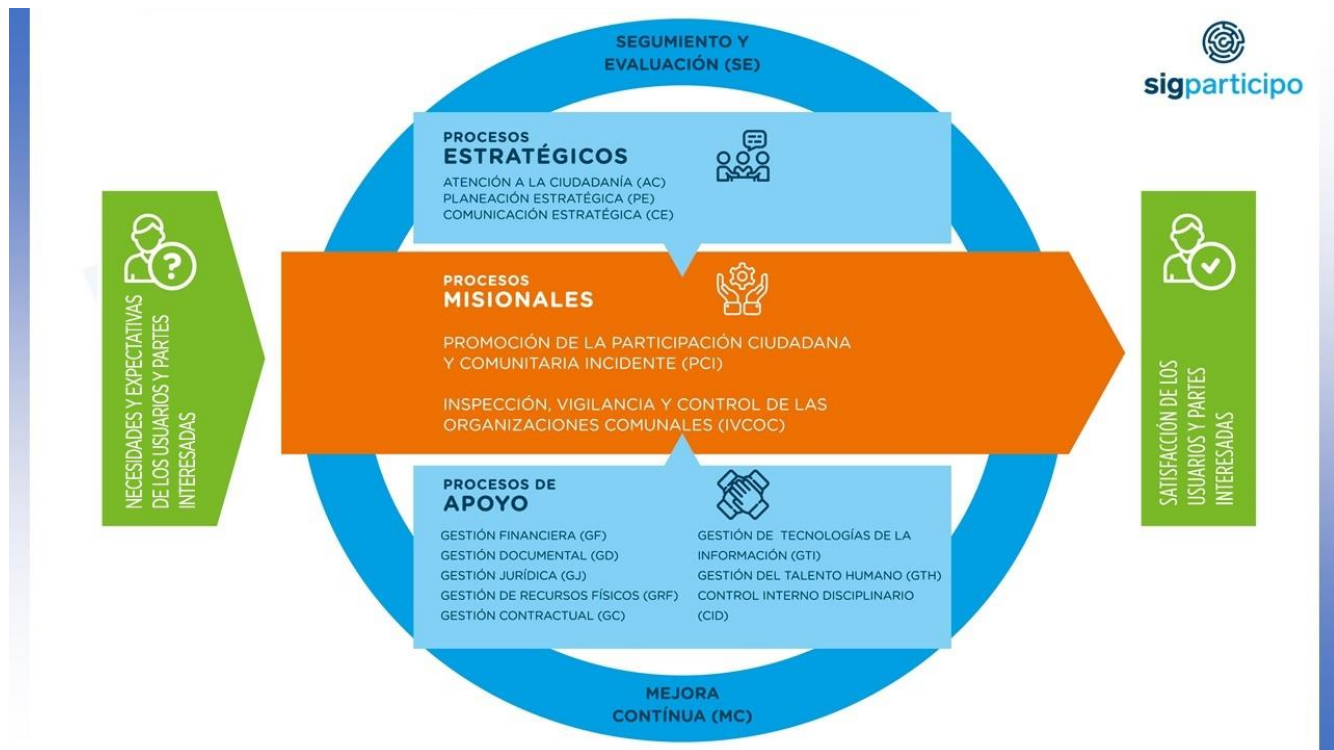 SEGUMIENTO Y
EVALUACIÓN (SE)
sigparticipo
PROCESOS
ESTRATÉGICOS
ATENCIÓN A LA CIUDADANÍA (AC)
PLANEACIÓN ESTRATÉGICA (PE)
COMUNICACIÓN ESTRATÉGICA (CE)
NECESIDADES Y EXPECTATIVAS
DE LOS USUARIOS Y PARTES
INTERESADAS
PROCESOS
MISIONALES
PROMOCIÓN DE LA PARTICIPACIÓN CIUDADANA
Y COMUNITARIA INCIDENTE (PCI)
INSPECCIÓN, VIGILANCIA Y CONTROL DE LAS
ORGANIZACIONES COMUNALES (IVCOC)
SATISFACCIÓN DE LOS
USUARIOS Y PARTES
INTERESADAS
PROCESOS DE
APOYO
GESTIÓN FINANCIERA (GF)
GESTIÓN DOCUMENTAL (GD)
GESTIÓN JURÍDICA (GJ)
GESTIÓN DE RECURSOS FÍSICOS (GRF)
GESTIÓN CONTRACTUAL (GC)
GESTIÓN DE TECNOLOGÍAS DE LA
INFORMACIÓN (GTI)
GESTIÓN DEL TALENTO HUMANO (GTH)
CONTROL INTERNO DISCIPLINARIO
(CID)
MEJORA
CONTÍNUA (MC)